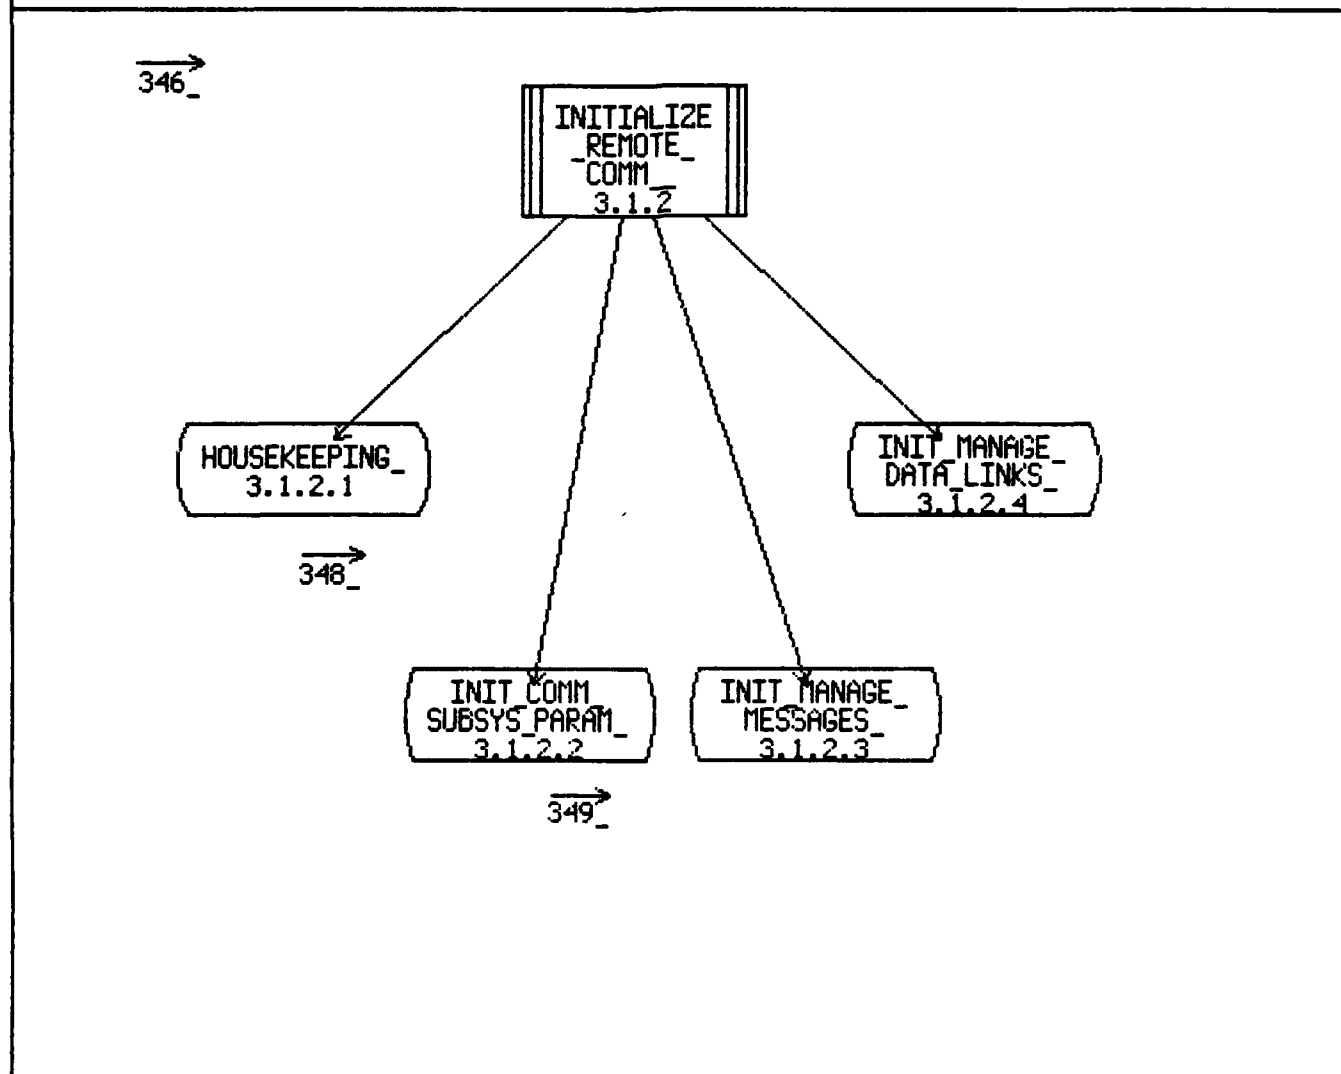 346_
INITIALIZE
_REMOTE_
COMM_
3.1.2
HOUSEKEEPING_
3.1.2.1
INIT_MANAGE_
DATA_LINKS_
3.1.2.4
348_
INIT_COMM_
SUBSYS_PARAM_
3.1.2.2
INIT_MANAGE_
MESSAGES_
3.1.2.3
349_